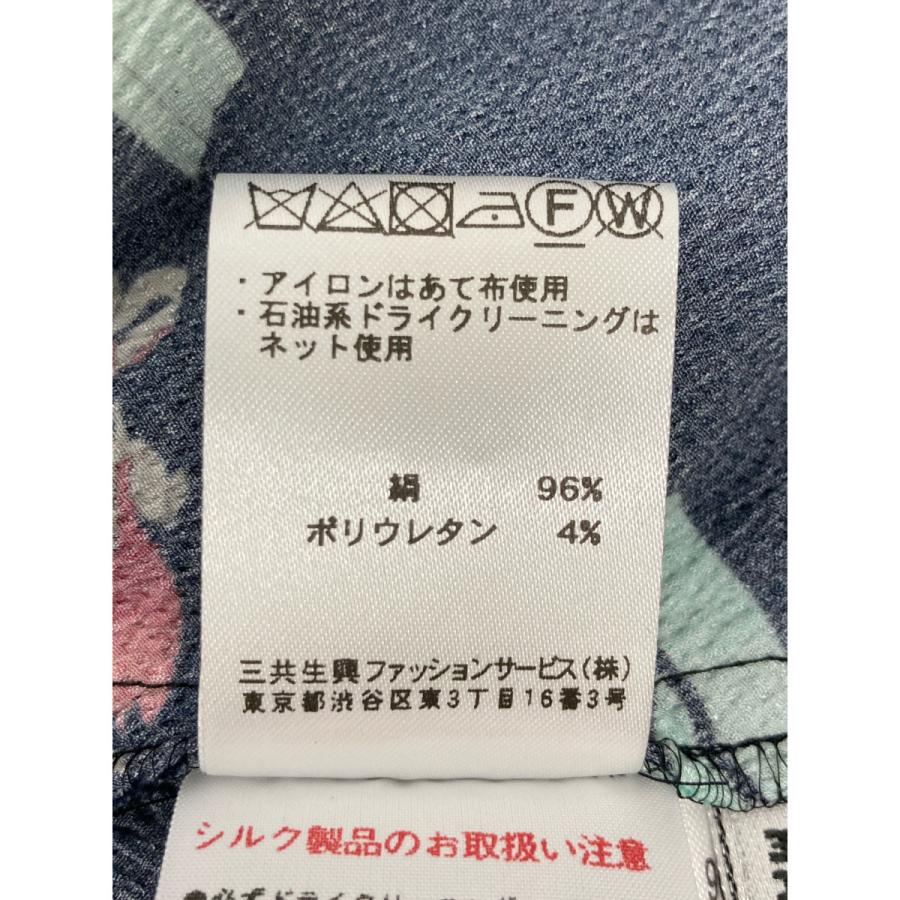 F W
・アイロンはあて布使用
・石油系ドライクリーニングは
ネット使用
絹 96%
ポリウレタン 4%
三共生興ファッションサービス(株)
東京都渋谷区東3丁目16番3号
シルク製品のお取扱い注意
9